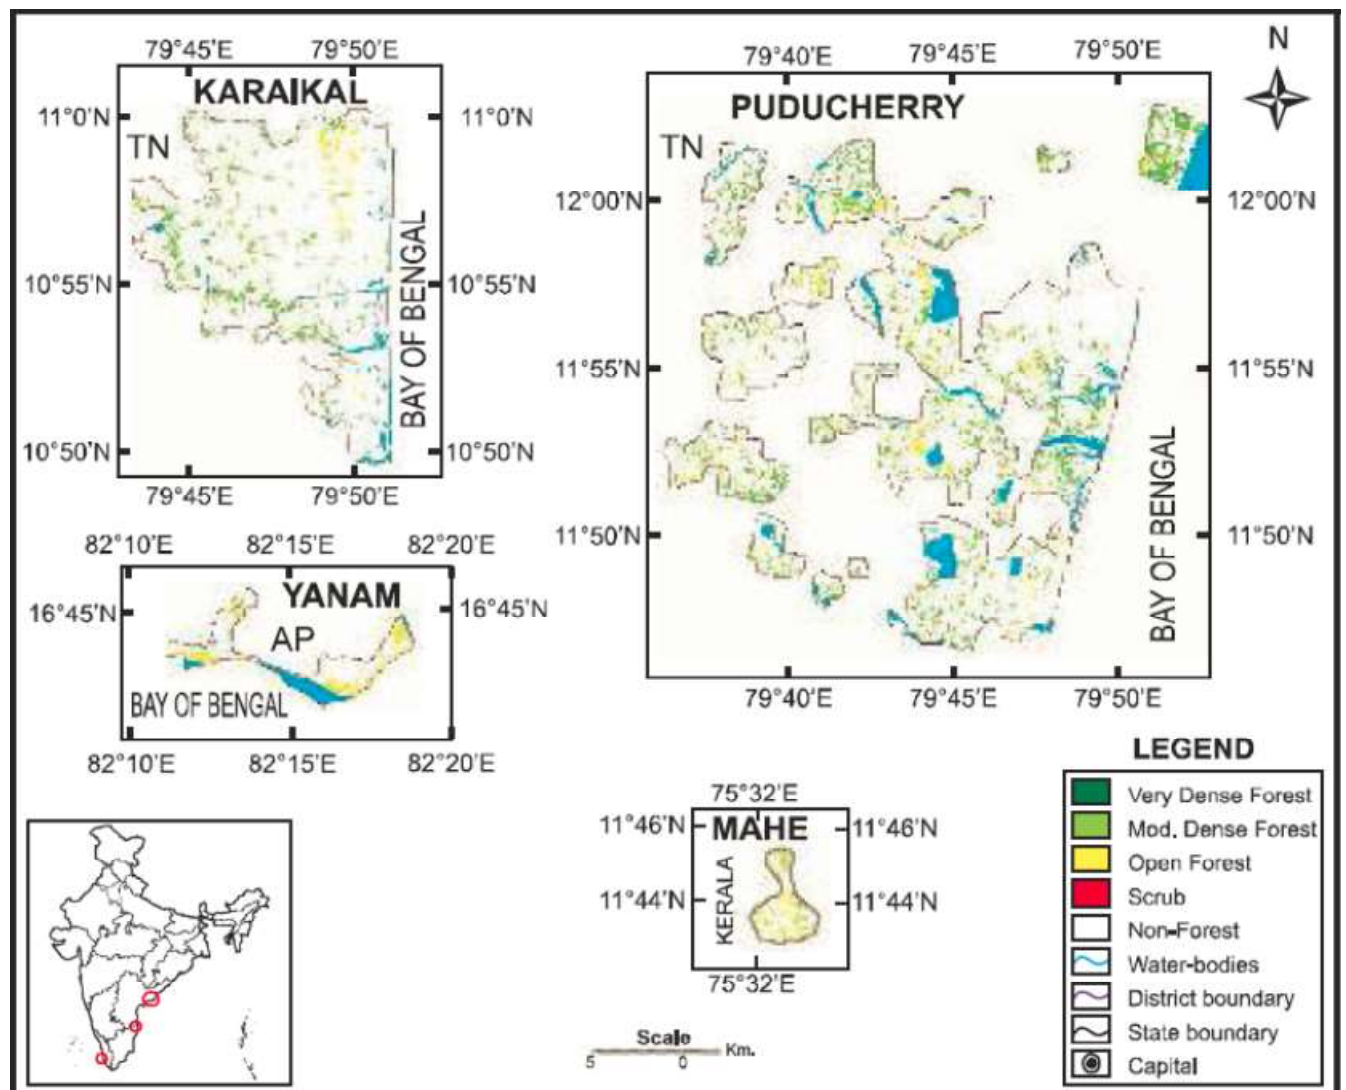 79°45'E 79°50'E
KARAIKAL
11°0'N 11°0'N
TN
10°55'N 10°55'N
BAY OF BENGAL
10°50'N 10°50'N
79°45'E 79°50'E
79°40'E 79°45'E 79°50'E
N
PUDUCHERRY
TN
12°00'N 12°00'N
11°55'N 11°55'N
BAY OF BENGAL
11°50'N 11°50'N
79°40'E 79°45'E 79°50'E
82°10'E 82°15'E 82°20'E
YANAM
16°45'N 16°45'N
AP
BAY OF BENGAL
82°10'E 82°15'E 82°20'E
75°32'E
11°46'N MAHE 11°46'N
KERALA
11°44'N 11°44'N
75°32'E
LEGEND
Very Dense Forest
Mod. Dense Forest
Open Forest
Scrub
Non-Forest
Water-bodies
District boundary
State boundary
Capital
Scale
5 0 Km.